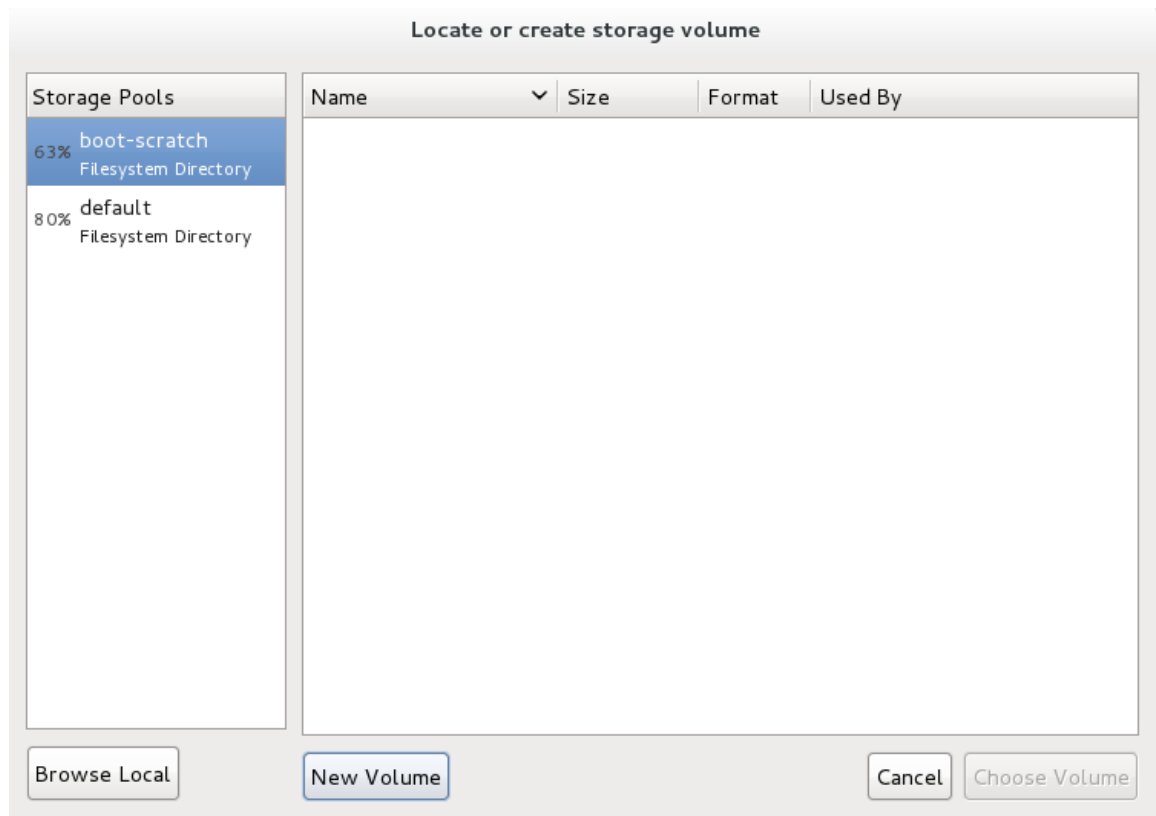 Locate or create storage volume
Storage Pools
Name Size Format Used By
63% boot-scratch
Filesystem Directory
80% default
Filesystem Directory
Browse Local New Volume Cancel Choose Volume